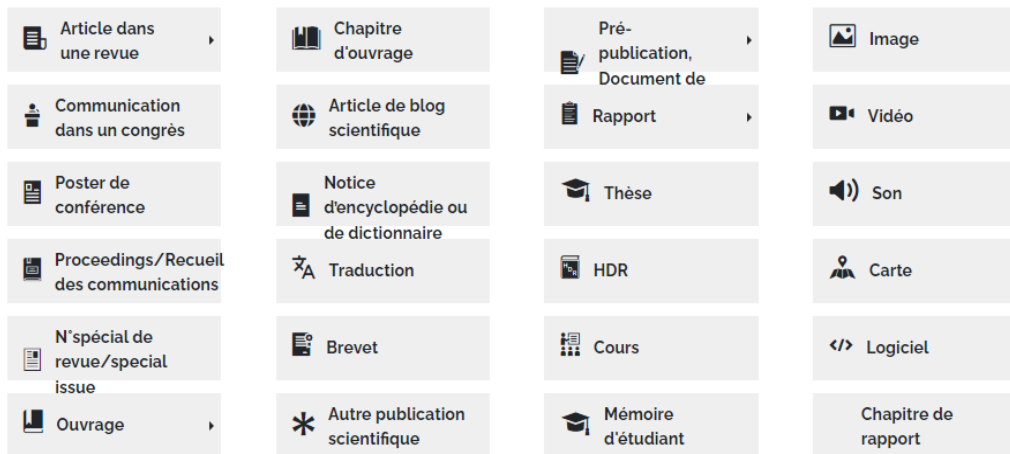 Article dans
une revue
Chapitre
d'ouvrage
Pré-
publication,
Document de
Image
Communication
dans un congrès
Article de blog
scientifique
Rapport
Vidéo
Poster de
conférence
Notice
d'encyclopédie ou
de dictionnaire
Thèse
Son
Proceedings/Recueil
des communications
Traduction
HDR
Carte
N°spécial de
revue/special
issue
Brevet
Cours
Logiciel
Ouvrage
Autre publication
scientifique
Mémoire
d'étudiant
Chapitre de
rapport